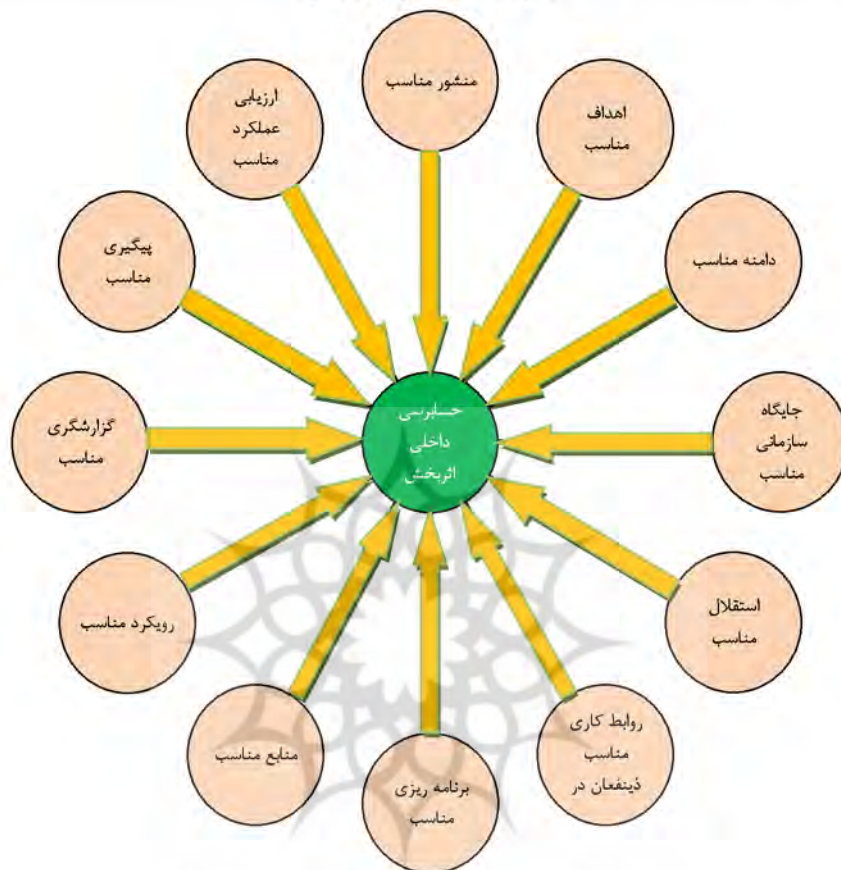 منشور مناسب
اهداف
مناسب
دامنه مناسب
جایگاه
سازمانی
مناسب
استقلال
مناسب
روابط کاری
مناسب
ذینفعان در
برنامه ریزی
مناسب
منابع مناسب
رویکرد مناسب
گزارشگری
مناسب
پیگیری
مناسب
ارزیابی
عملکرد
مناسب
حسابرسی
داخلی
اثربخش